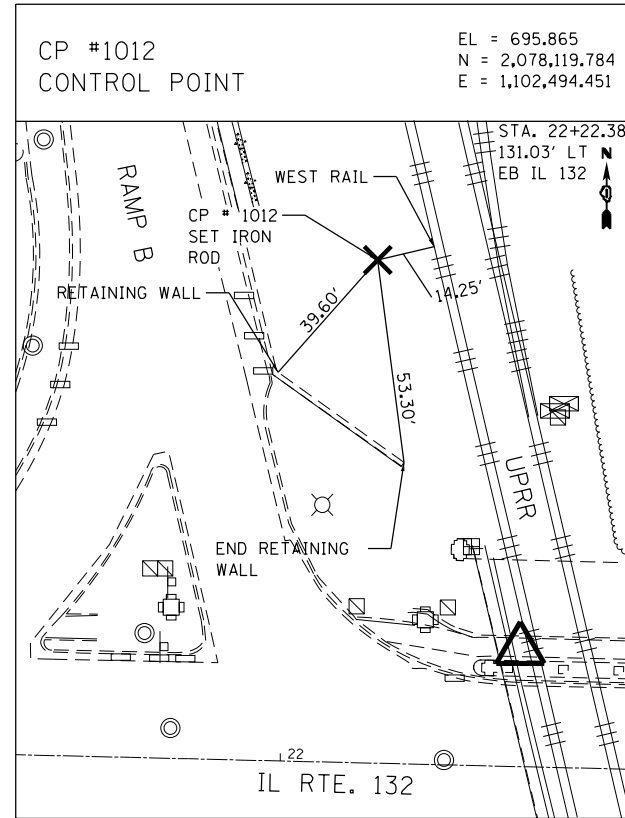 CP #1012
CONTROL POINT
EL = 695.865
N = 2,078,119.784
E = 1,102,494.451
STA. 22+22.38
131.03' LT
EB IL 132
N
WEST RAIL
RAMP B
CP # 1012
SET IRON
ROD
RETAINING WALL
39.60'
14.25'
53.30'
UPRR
END RETAINING
WALL
22
IL RTE. 132